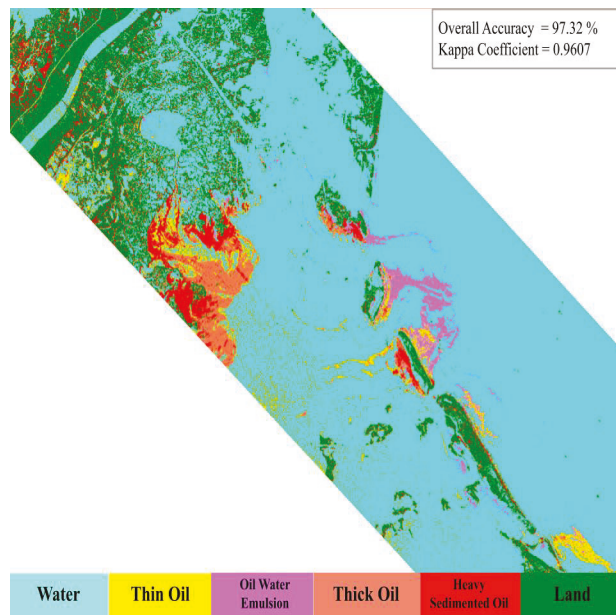 Overall Accuracy = 97.32 %
Kappa Coefficient = 0.9607
Water
Thin Oil
Oil Water
Emulsion
Thick Oil
Heavy
Sedimented Oil
Land